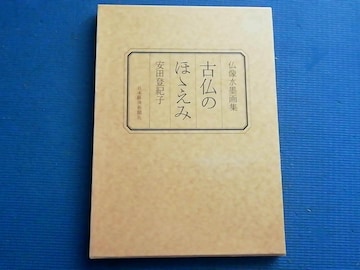 仏像水墨画集
古仏の
ほゝえみ
安田登紀子